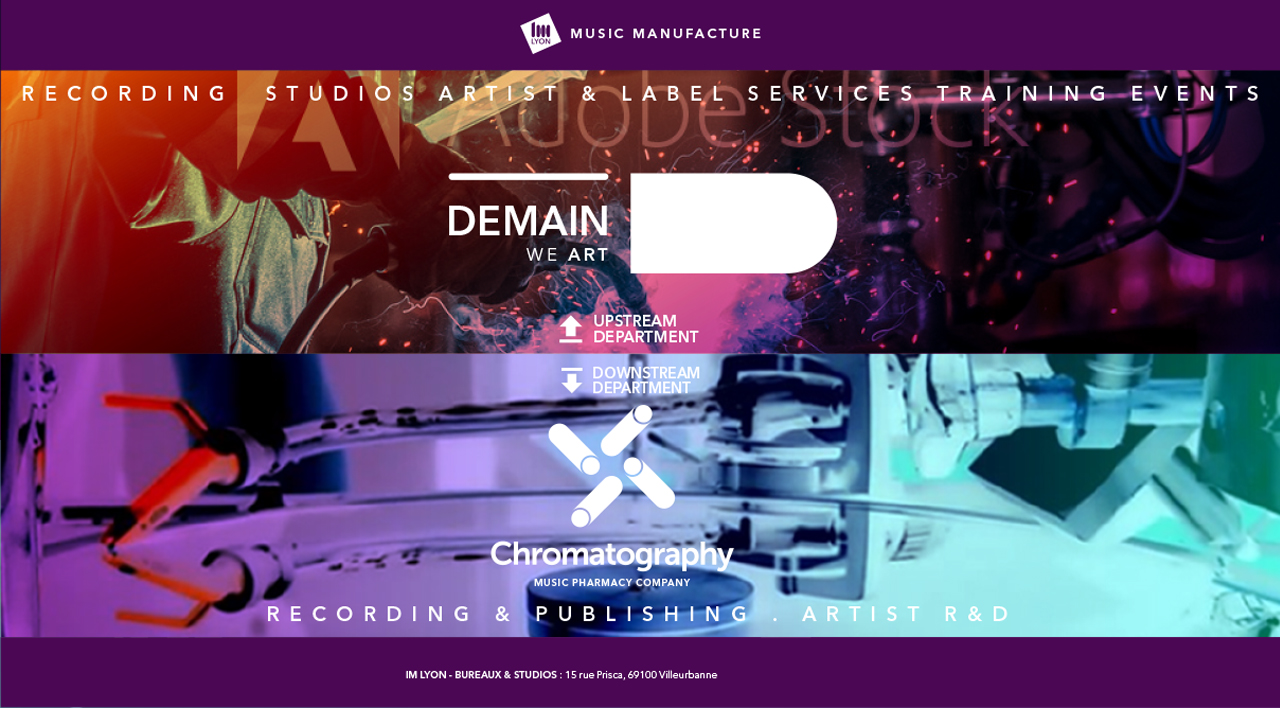 IM
LYON
MUSIC MANUFACTURE
RECORDING STUDIOS ARTIST & LABEL SERVICES TRAINING EVENTS
Adobe Stock
DEMAIN
WE ART
UPSTREAM
DEPARTMENT
DOWNSTREAM
DEPARTMENT
Chromatography
MUSIC PHARMACY COMPANY
RECORDING & PUBLISHING . ARTIST R&D
IM LYON - BUREAUX & STUDIOS : 15 rue Prisca, 69100 Villeurbanne